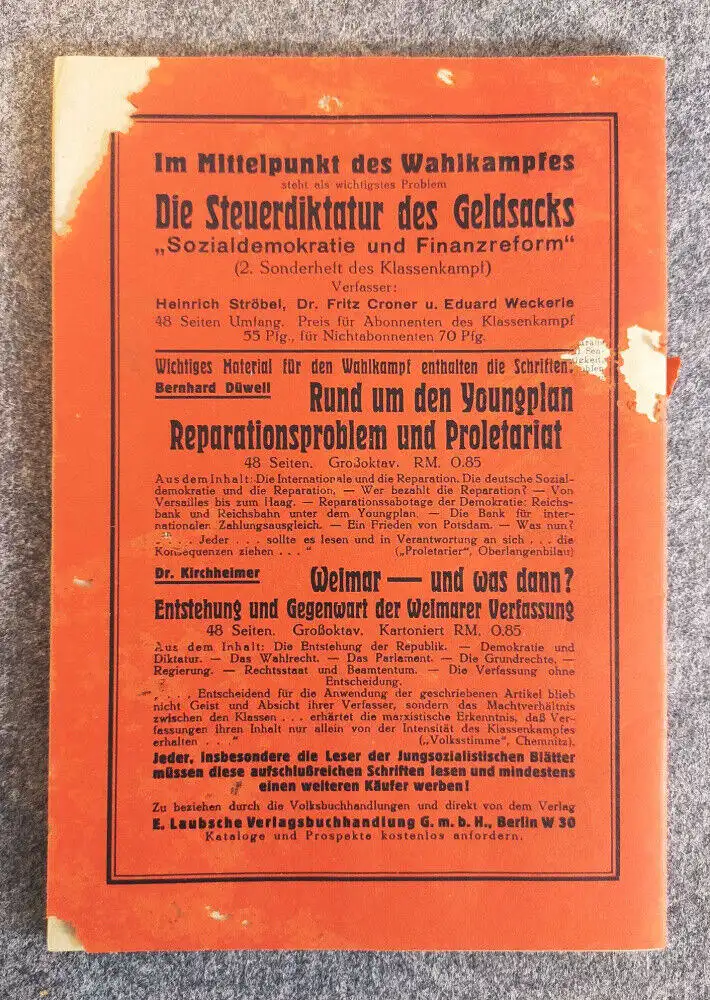 Im Mittelpunkt des Wahlkampfes
steht als wichtigstes Problem
Die Steuerdiktatur des Geldsacks
„Sozialdemokratie und Finanzreform"
(2. Sonderheft des Klassenkampf)
Verfasser:
Heinrich Ströbel, Dr. Fritz Croner u. Eduard Weckerle
48 Seiten Umfang. Preis für Abonnenten des Klassenkampf
55 Pfg., für Nichtabonnenten 70 Pfg.
Wichtiges Material für den Wahlkampf enthalten die Schriften:
Bernhard Düwell
Rund um den Youngplan
Reparationsproblem und Proletariat
48 Seiten. Großoktav. RM. 0.85
Aus dem Inhalt: Die Internationale und die Reparation. Die deutsche Sozial-
demokratie und die Reparation. — Wer bezahlt die Reparation? — Von
Versailles bis zum Haag. — Reparationssabotage der Demokratie: Reichs-
bank und Reichsbahn unter dem Youngplan. — Die Bank für inter-
nationalen Zahlungsausgleich. — Ein Frieden von Potsdam. — Was nun?
„. . . Jeder . . . sollte es lesen und in Verantwortung an sich . . . die
Konsequenzen ziehen . . ." („Proletarier", Oberlangenbilau)
Dr. Kirchheimer
Weimar — und was dann?
Entstehung und Gegenwart der Weimarer Verfassung
48 Seiten. Großoktav. Kartoniert RM. 0.85
Aus dem Inhalt: Die Entstehung der Republik. — Demokratie und
Diktatur. — Das Wahlrecht. — Das Parlament. — Die Grundrechte. —
Regierung. — Rechtsstaat und Beamtentum. — Die Verfassung ohne
Entscheidung.
„. . . Entscheidend für die Anwendung der geschriebenen Artikel blieb
nicht Geist und Absicht ihrer Verfasser, sondern das Machtverhältnis
zwischen den Klassen . . . erhärtet die marxistische Erkenntnis, daß Ver-
fassungen ihren Inhalt nur allein von der Intensität des Klassenkampfes
erhalten . . ." („Volksstimme", Chemnitz).
Jeder, insbesondere die Leser der Jungsozialistischen Blätter
müssen diese aufschlußreichen Schriften lesen und mindestens
einen weiteren Käufer werben!
Zu beziehen durch die Volksbuchhandlungen und direkt von dem Verlag
E. Laubsche Verlagsbuchhandlung G. m. b. H., Berlin W 30
Kataloge und Prospekte kostenlos anfordern.